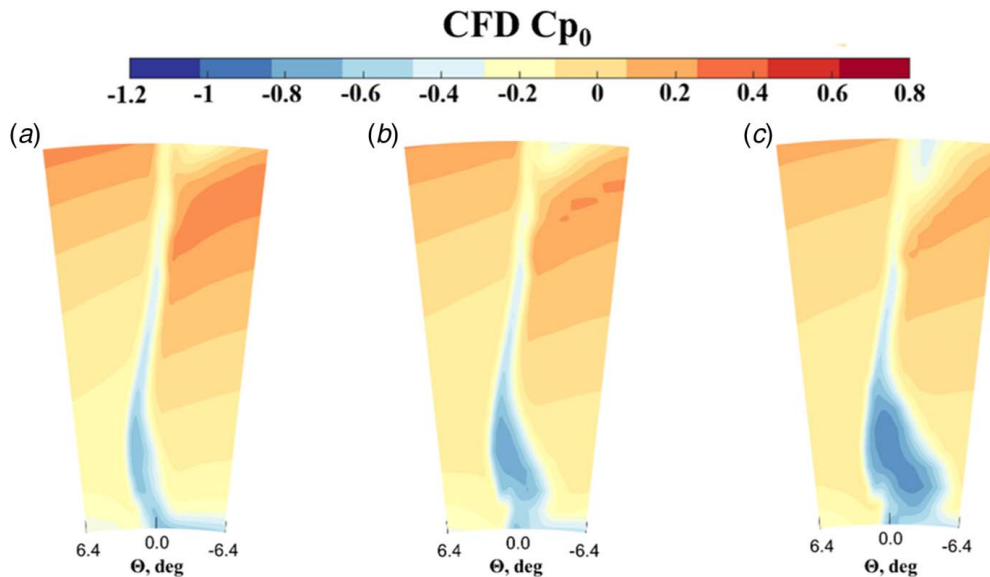 CFD Cp₀
-1.2 -1 -0.8 -0.6 -0.4 -0.2 0 0.2 0.4 0.6 0.8
(a) (b) (c)
6.4 0.0 -6.4 6.4 0.0 -6.4 6.4 0.0 -6.4
Θ, deg Θ, deg Θ, deg